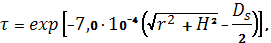 τ = exp[−7,0·10⁻⁴(√(r² + H²) − D_s/2)],